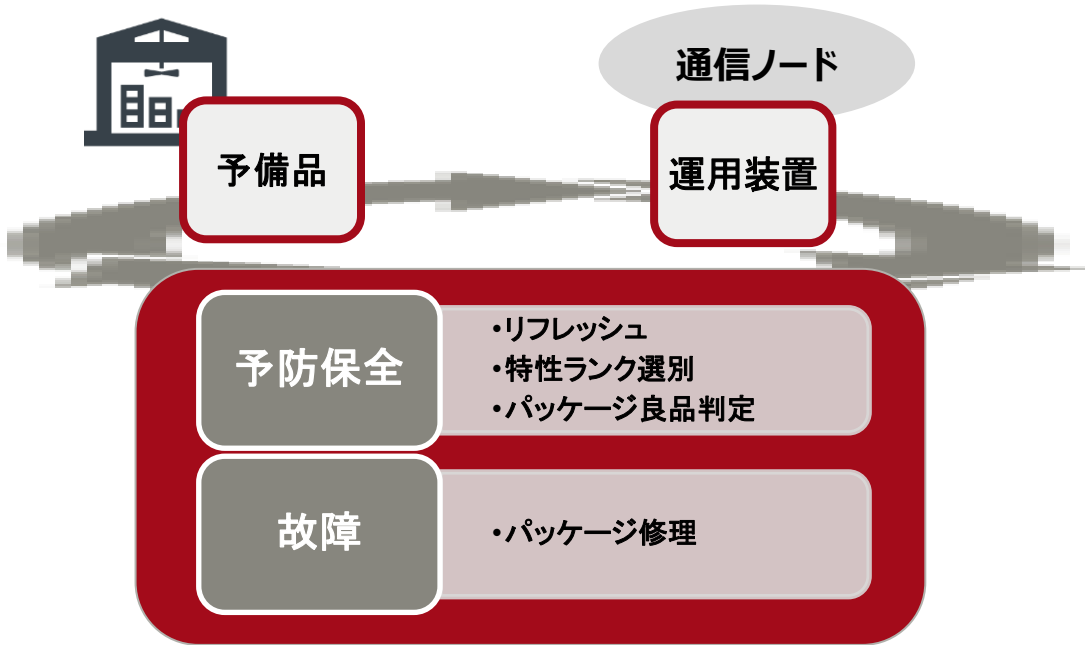 通信ノード
予備品
運用装置
予防保全
・リフレッシュ
・特性ランク選別
・パッケージ良品判定
故障
・パッケージ修理